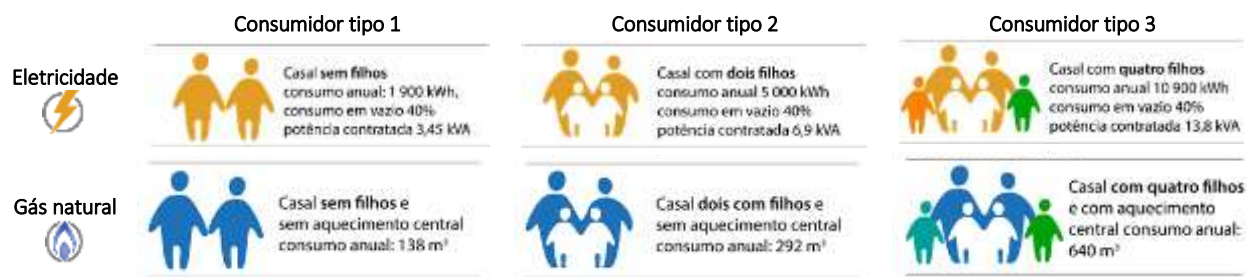 Consumidor tipo 1
Consumidor tipo 2
Consumidor tipo 3
Eletricidade
Casal sem filhos
consumo anual: 1 900 kWh,
consumo em vazio 40%
potência contratada 3,45 kVA
Casal com dois filhos
consumo anual 5 000 kWh
consumo em vazio 40%
potência contratada 6,9 kVA
Casal com quatro filhos
consumo anual 10 900 kWh
consumo em vazio 40%
potência contratada 13,8 kVA
Gás natural
Casal sem filhos e
sem aquecimento central
consumo anual: 138 m³
Casal dois com filhos e
sem aquecimento central
consumo anual: 292 m³
Casal com quatro filhos
e com aquecimento
central consumo anual:
640 m³